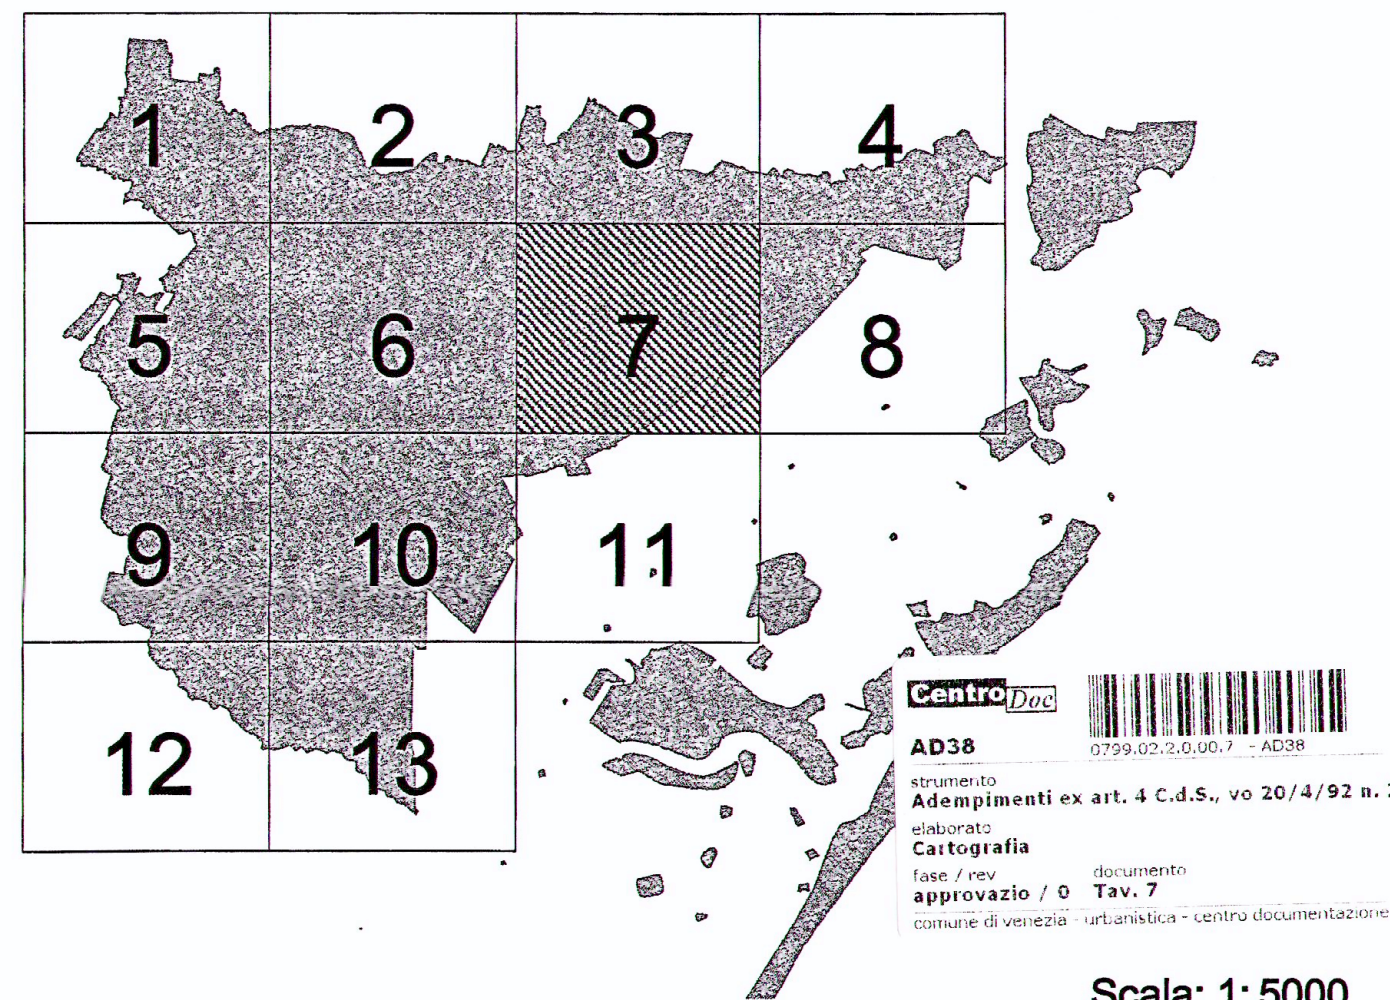 1 2 3 4
5 6 7 8
9 10 11
12 13
Centro Doc
0799.02.2.0.00.7 - AD38
AD38
strumento
Adempimenti ex art. 4 C.d.S., vo 20/4/92 n.
elaborato
Cartografia
fase / rev documento
approvazio / 0 Tav. 7
comune di venezia - urbanistica - centro documentazione
Scala: 1: 5000